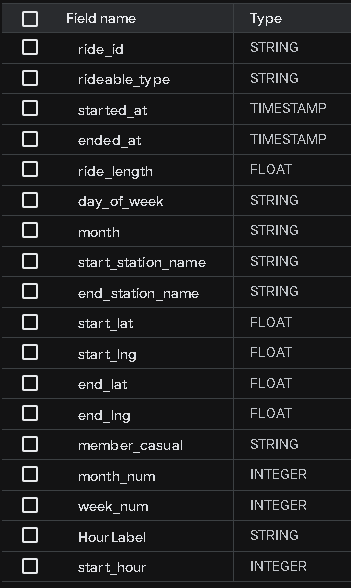 Field name Type
ride_id STRING
rideable_type STRING
started_at TIMESTAMP
ended_at TIMESTAMP
ride_length FLOAT
day_of_week STRING
month STRING
start_station_name STRING
end_station_name STRING
start_lat FLOAT
start_lng FLOAT
end_lat FLOAT
end_lng FLOAT
member_casual STRING
month_num INTEGER
week_num INTEGER
HourLabel STRING
start_hour INTEGER